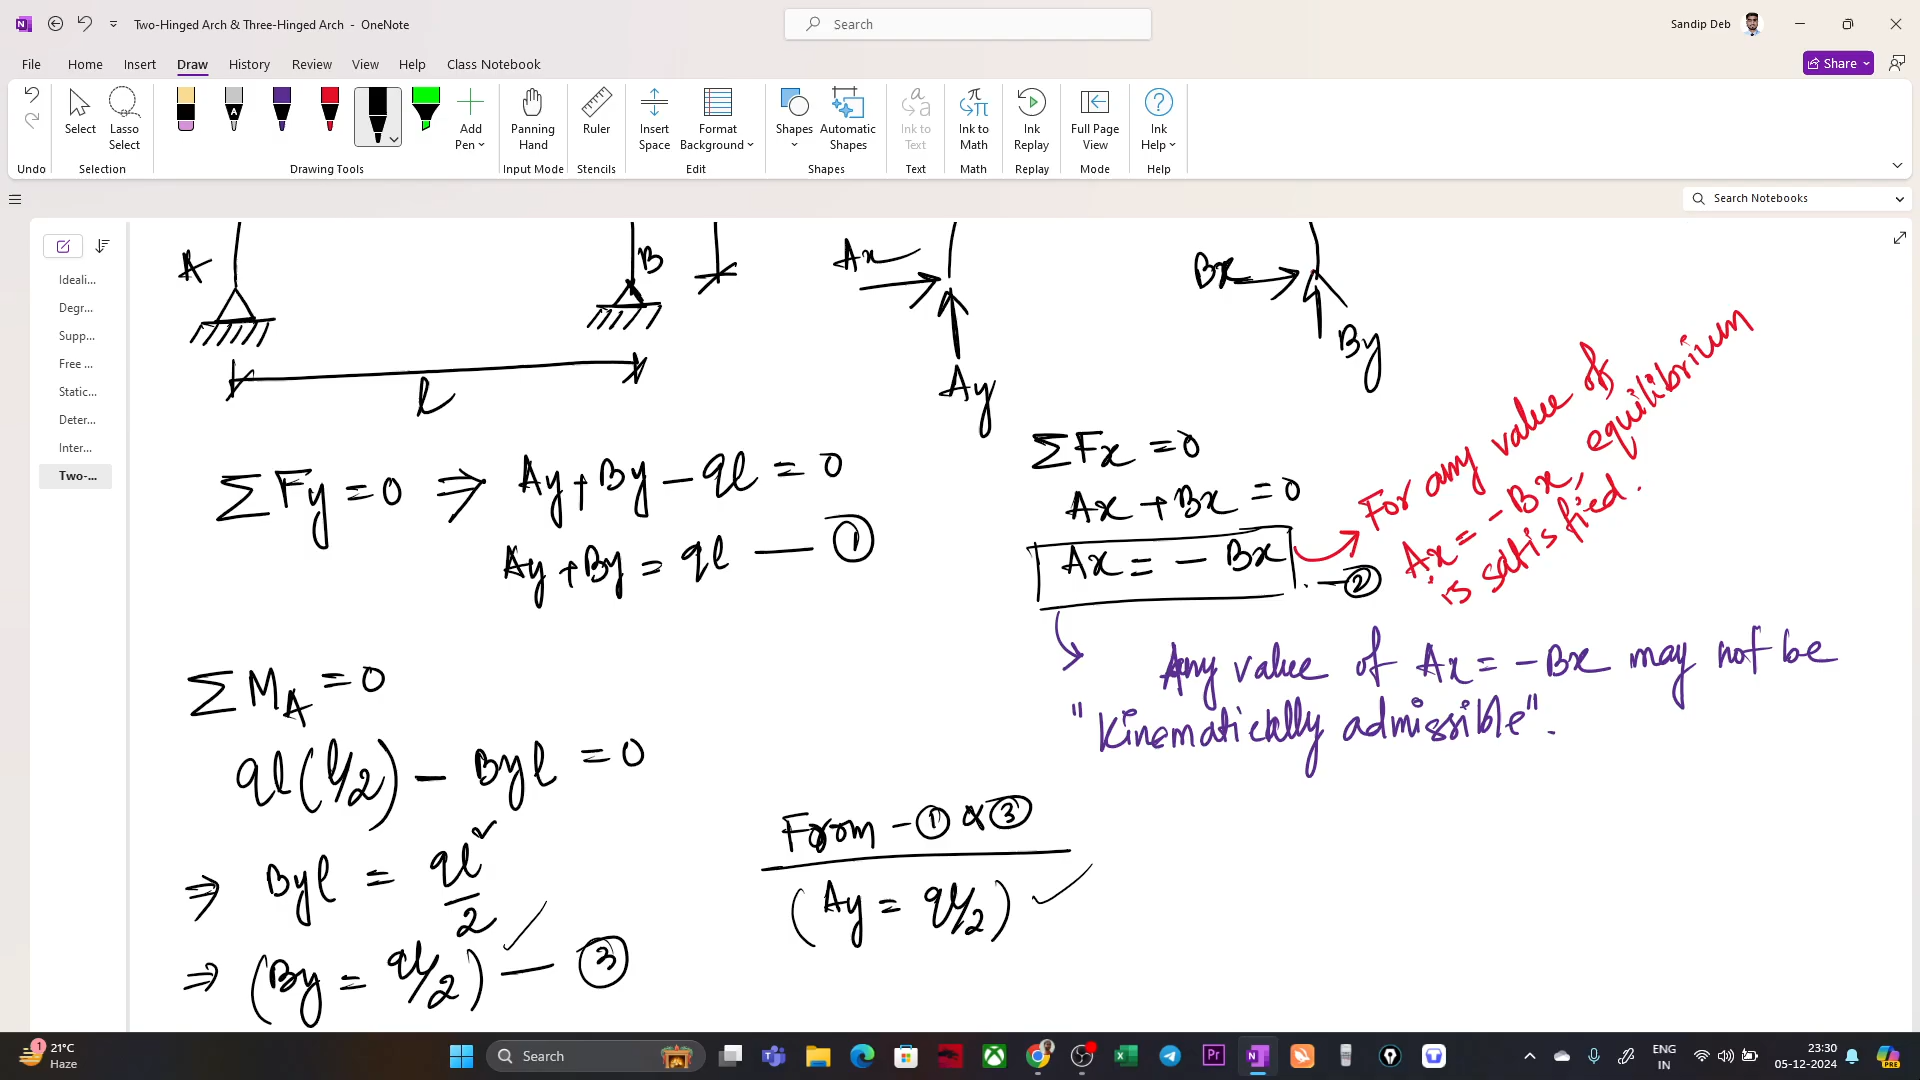 Two-Hinged Arch & Three-Hinged Arch - OneNote
Search
Sandip Deb
File Home Insert Draw History Review View Help Class Notebook
Share
Select
Lasso Select
Add Pen
Panning Hand
Ruler
Insert Space
Format Background
Shapes
Automatic Shapes
Ink to Text
Ink to Math
Ink Replay
Full Page View
Ink Help
Undo Selection Drawing Tools Input Mode Stencils Edit Shapes Text Math Replay Mode Help
Search Notebooks
Ideali...
Degr...
Supp...
Free ...
Static...
Deter...
Inter...
Two-...
A
B
l
Ax
Ay
Bx
By
ΣFy = 0 ⇒ Ay + By - ql = 0
Ay + By = ql — ①
ΣFx = 0
Ax + Bx = 0
Ax = - Bx — ②
For any value of
Ax = - Bx, equilibrium
is satisfied.
Any value of Ax = - Bx may not be
"Kinematically admissible".
ΣMA = 0
ql(l/2) - Byl = 0
⇒ Byl = ql²/2
⇒ (By = ql/2) — ③
From - ① & ③
(Ay = ql/2) ✓
21°C
Haze
Search
ENG
IN
23:30
05-12-2024